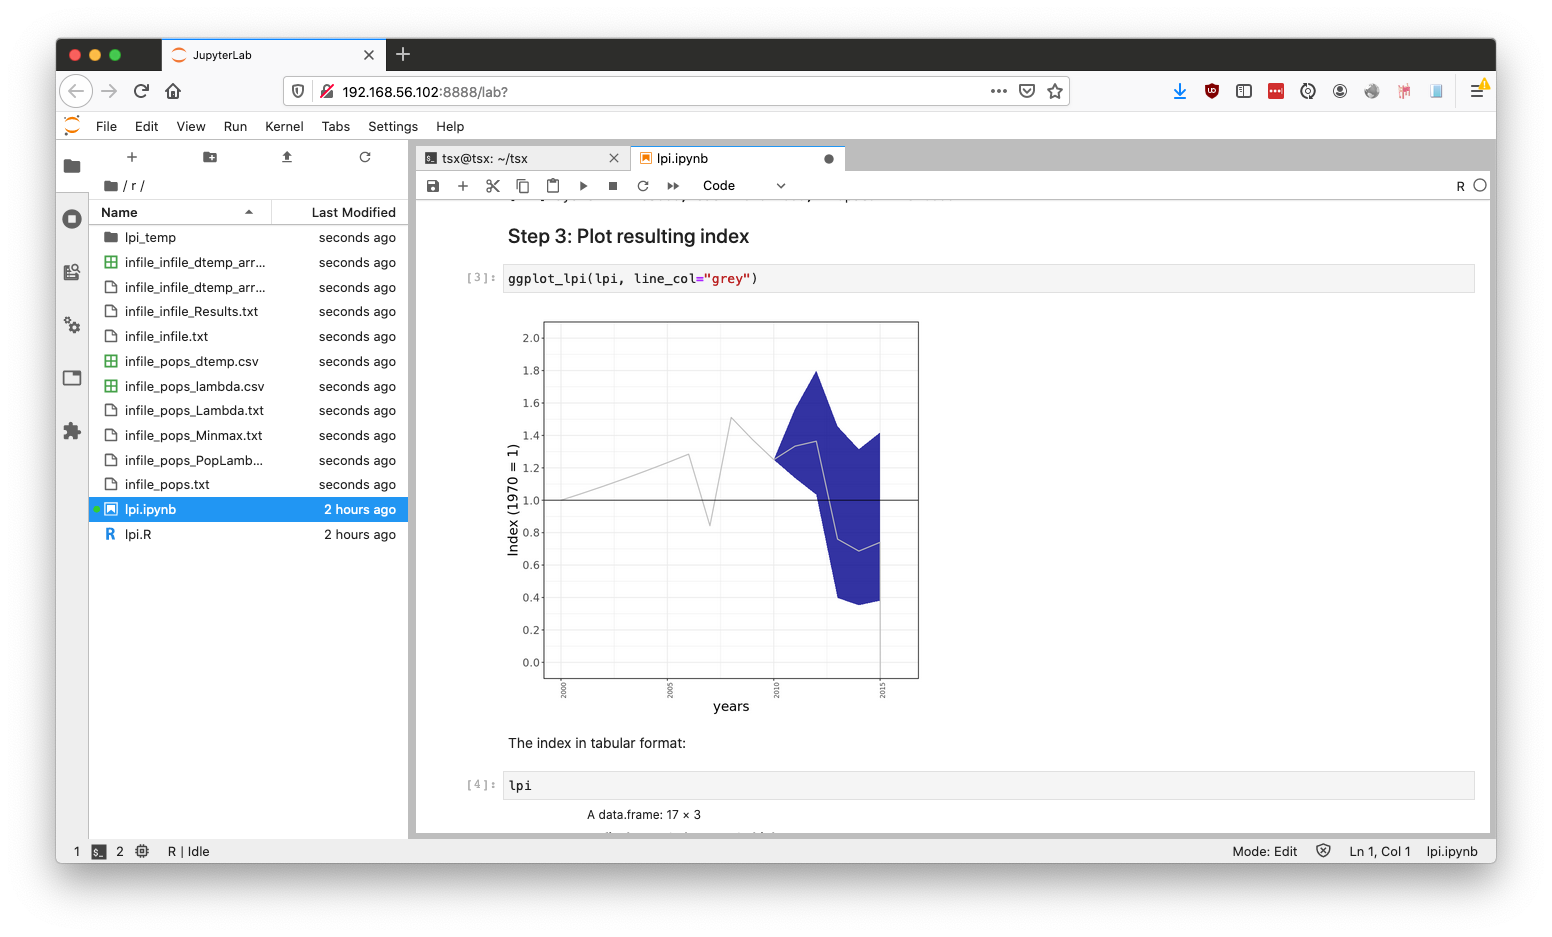 JupyterLab
192.168.56.102:8888/lab?
File Edit View Run Kernel Tabs Settings Help
/ r /
Name Last Modified
lpi_temp seconds ago
infile_infile_dtemp_arr... seconds ago
infile_infile_dtemp_arr... seconds ago
infile_infile_Results.txt seconds ago
infile_infile.txt seconds ago
infile_pops_dtemp.csv seconds ago
infile_pops_lambda.csv seconds ago
infile_pops_Lambda.txt seconds ago
infile_pops_Minmax.txt seconds ago
infile_pops_PopLamb... seconds ago
infile_pops.txt seconds ago
lpi.ipynb 2 hours ago
R lpi.R 2 hours ago
tsx@tsx: ~/tsx
lpi.ipynb
Code
R
Step 3: Plot resulting index
[3]: ggplot_lpi(lpi, line_col="grey")
2.0
1.8
1.6
1.4
1.2
1.0
0.8
0.6
0.4
0.2
0.0
Index (1970 = 1)
2000 2005 2010 2015
years
The index in tabular format:
[4]: lpi
A data.frame: 17 × 3
1 $_ 2 R | Idle
Mode: Edit Ln 1, Col 1 lpi.ipynb